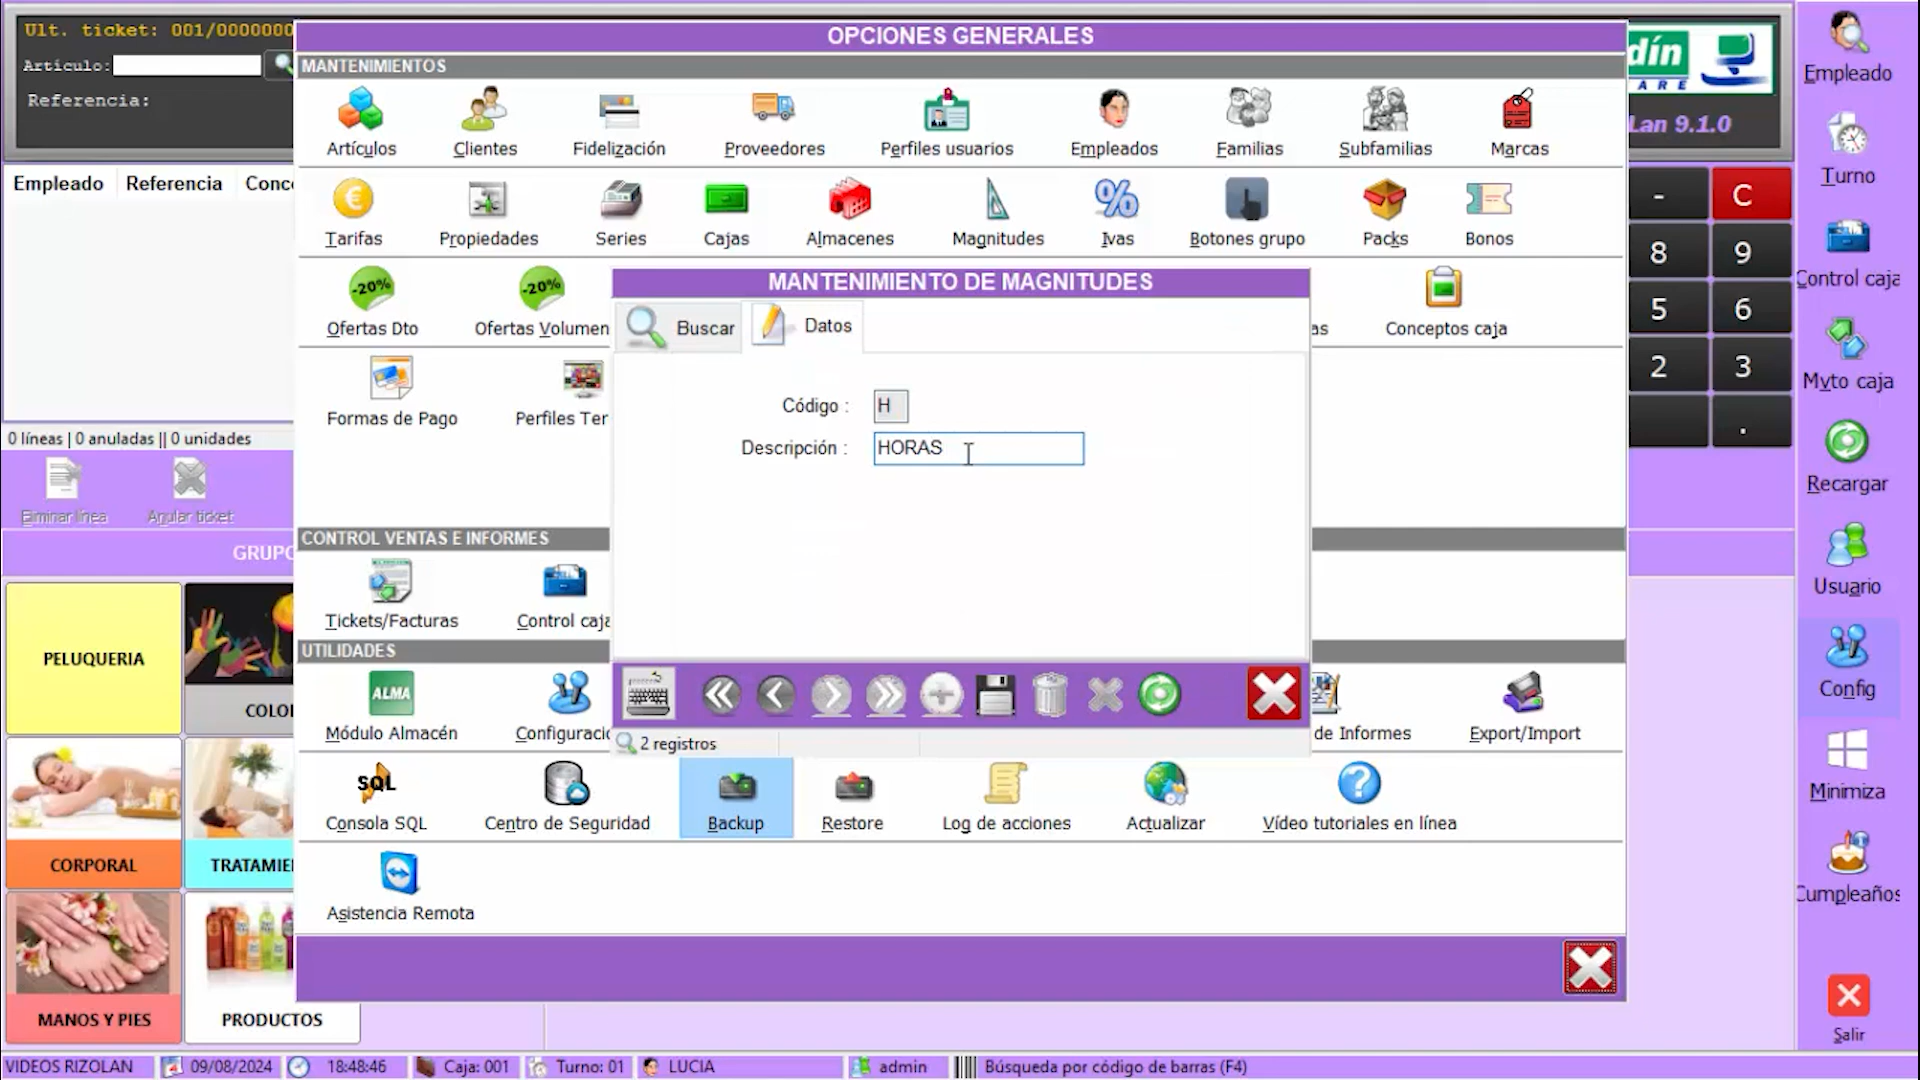 Ult. ticket: 001/0000000
Artículo:
Referencia:
Empleado Referencia
0 líneas | 0 anuladas || 0 unidades
Eliminar línea Anular ticket
PELUQUERIA
CORPORAL
MANOS Y PIES PRODUCTOS
OPCIONES GENERALES
MANTENIMIENTOS
Artículos Clientes Fidelización Proveedores Perfiles usuarios Empleados Familias Subfamilias Marcas
Tarifas Propiedades Series Cajas Almacenes Magnitudes Ivas Botones grupo Packs Bonos
-20% -20%
Ofertas Dto Ofertas Volumen Conceptos caja
Formas de Pago Perfiles Ter
CONTROL VENTAS E INFORMES
Tickets/Facturas Control caja
UTILIDADES
ALMA
Módulo Almacén Configuració de Informes Export/Import
SQL
Consola SQL Centro de Seguridad Backup Restore Log de acciones Actualizar Vídeo tutoriales en línea
Asistencia Remota
MANTENIMIENTO DE MAGNITUDES
Buscar Datos
Código : H
Descripción : HORAS
2 registros
dín
ARE
Lan 9.1.0
- C
8 9
5 6
2 3
.
Empleado
Turno
Control caja
Mvto caja
Recargar
Usuario
Config
Minimiza
Cumpleaños
Salir
VIDEOS RIZOLAN 09/08/2024 18:48:46 Caja: 001 Turno: 01 LUCIA admin Búsqueda por código de barras (F4)